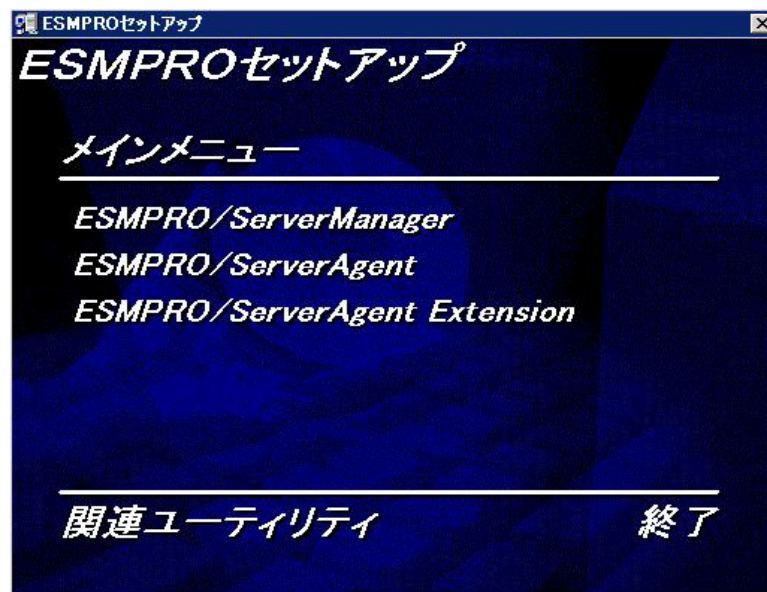 ESMPROセットアップ
ESMPROセットアップ
メインメニュー
ESMPRO/ServerManager
ESMPRO/ServerAgent
ESMPRO/ServerAgent Extension
関連ユーティリティ 終了